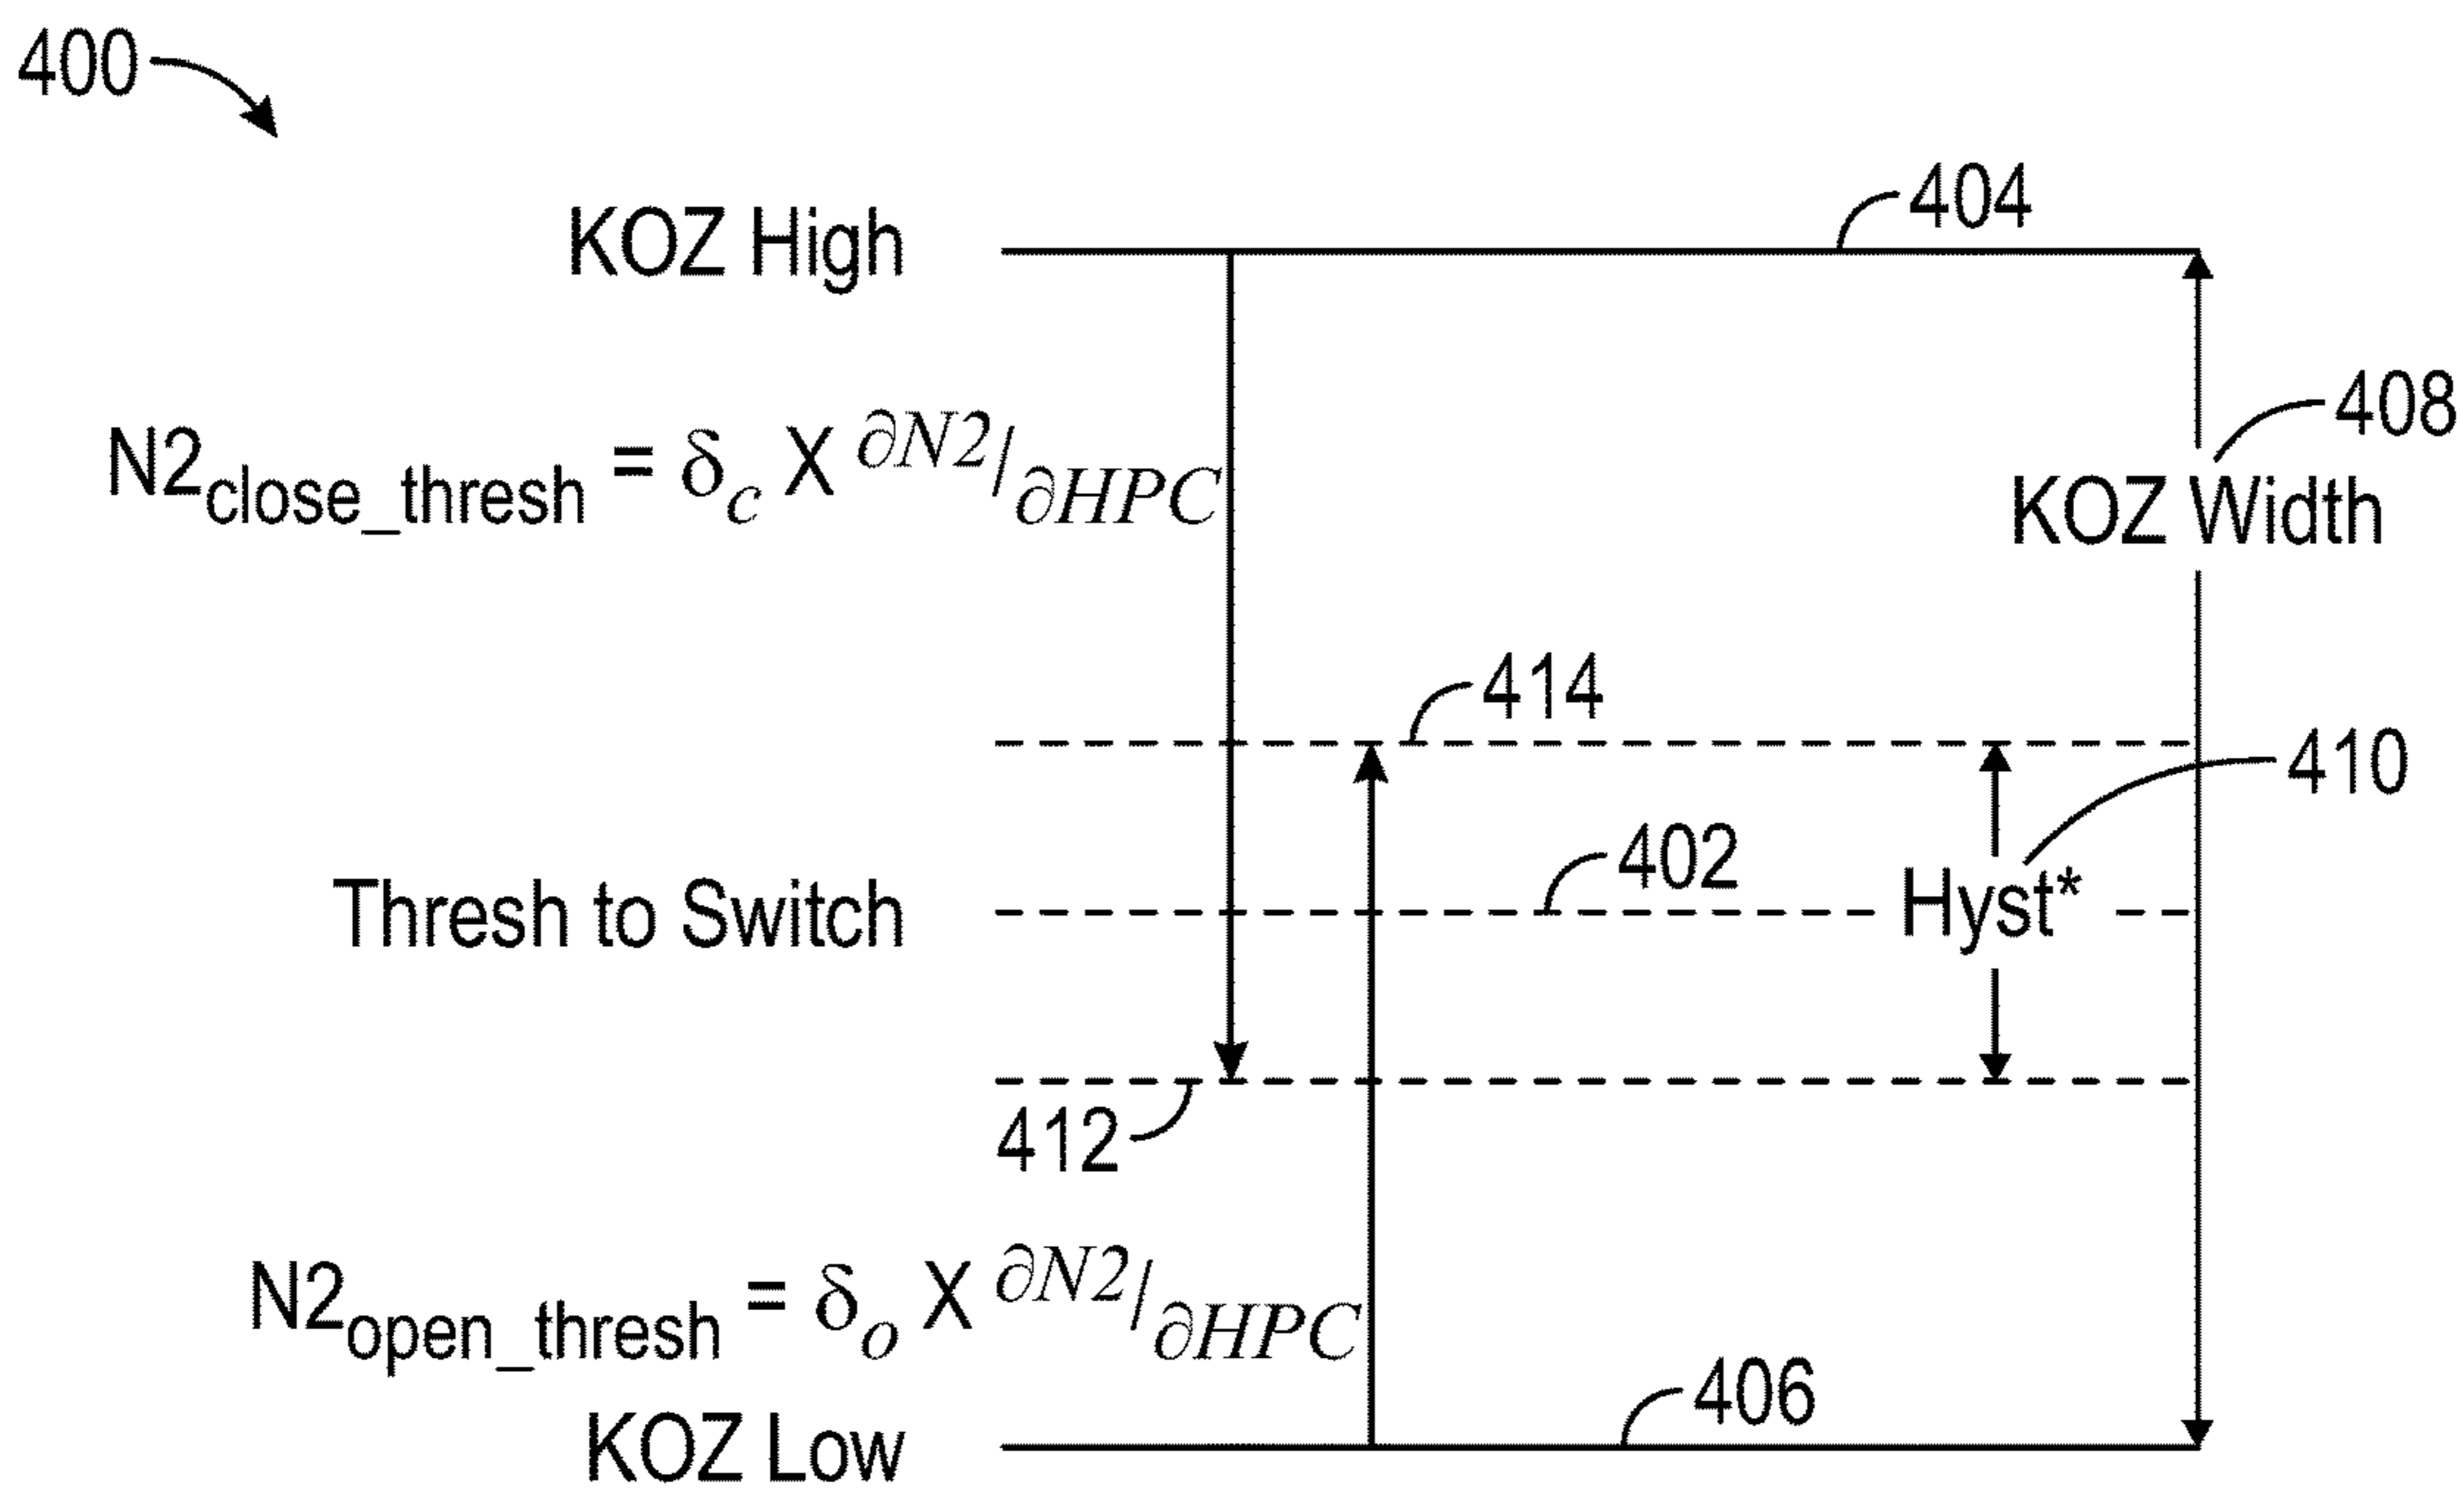 400
404
KOZ High
408
N2close_thresh = δc X ∂N2/∂HPC
KOZ Width
414
410
402
Thresh to Switch
Hyst*
412
N2open_thresh = δo X ∂N2/∂HPC
406
KOZ Low